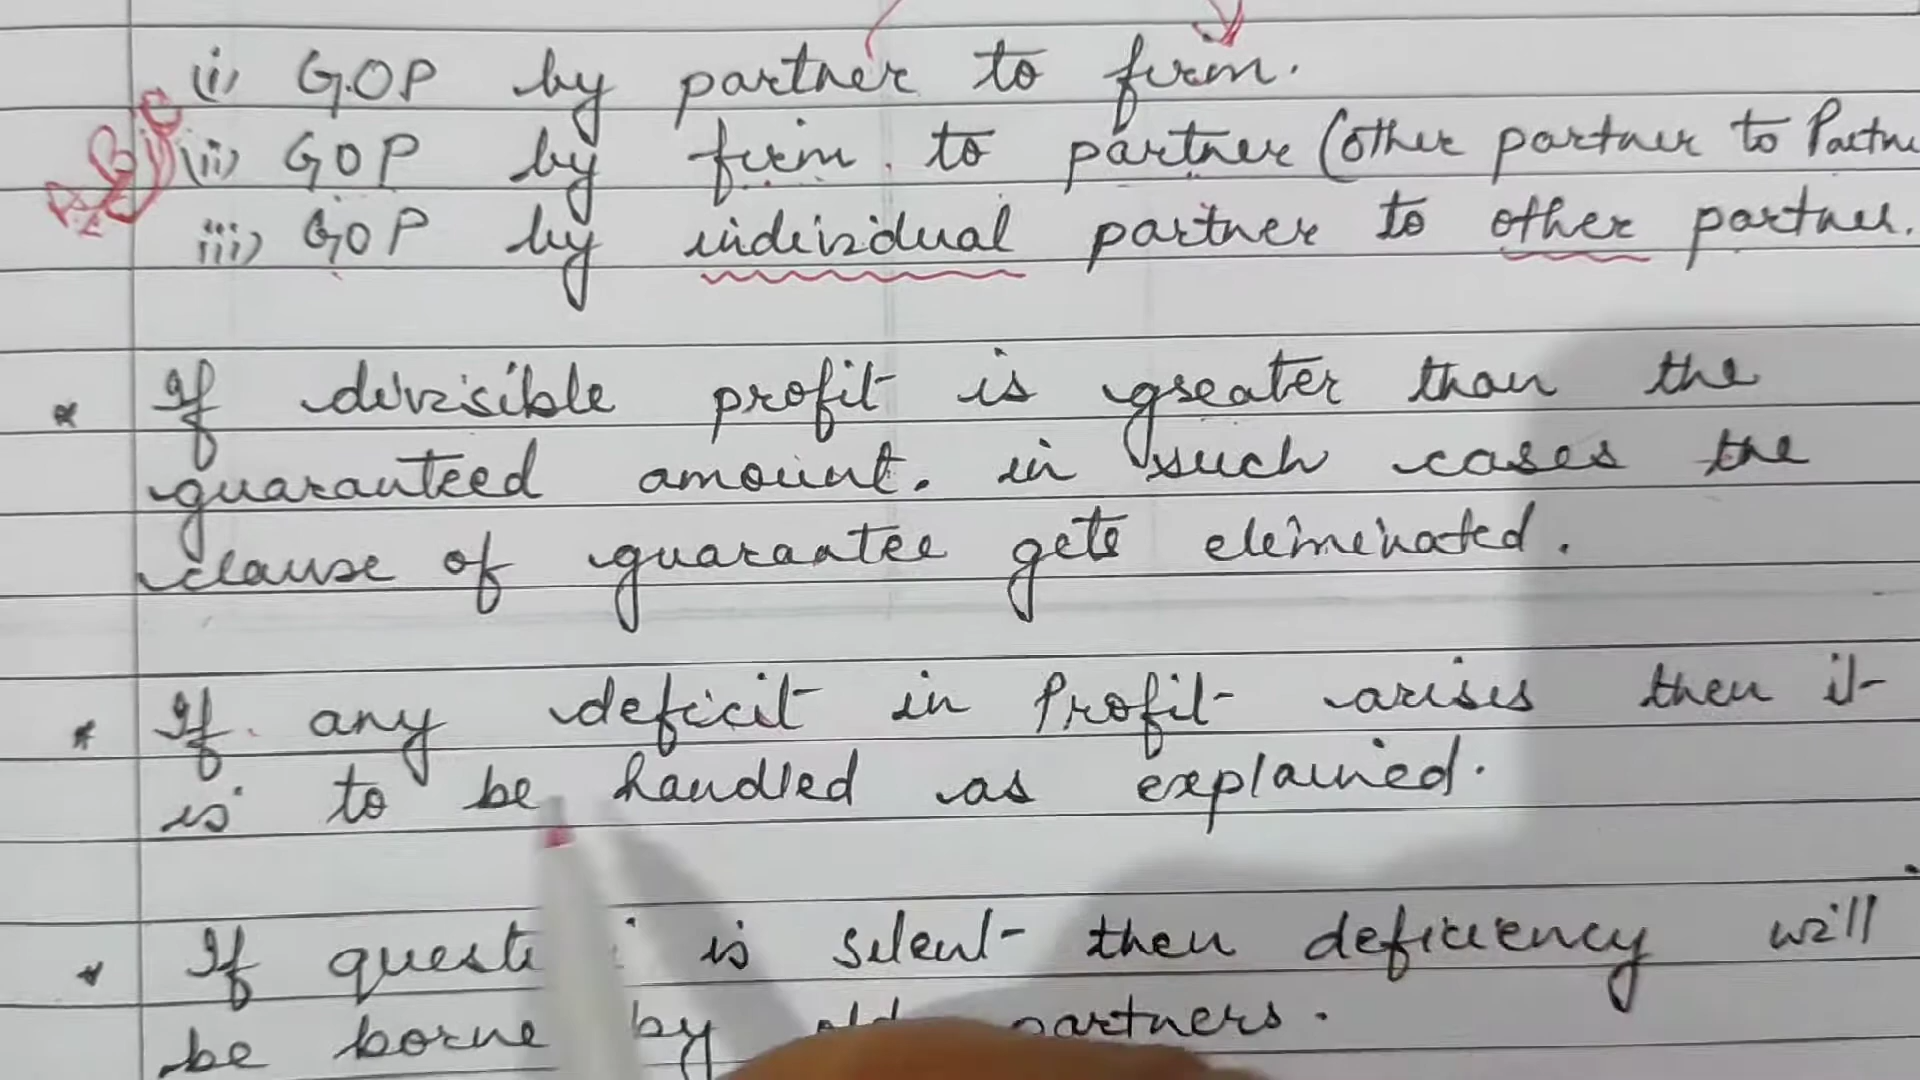 (i) G.O.P by partner to firm.
(ii) GOP by firm to partner (other partner to
iii) GOP by individual partner to other partner.
* If divisible profit is greater than the
guaranteed amount. in such cases the
clause of guarantee gets eleminated.
* If any deficit in Profit arises then it
is to be handled as explained.
* If is silent then deficiency will
be borne by partners.